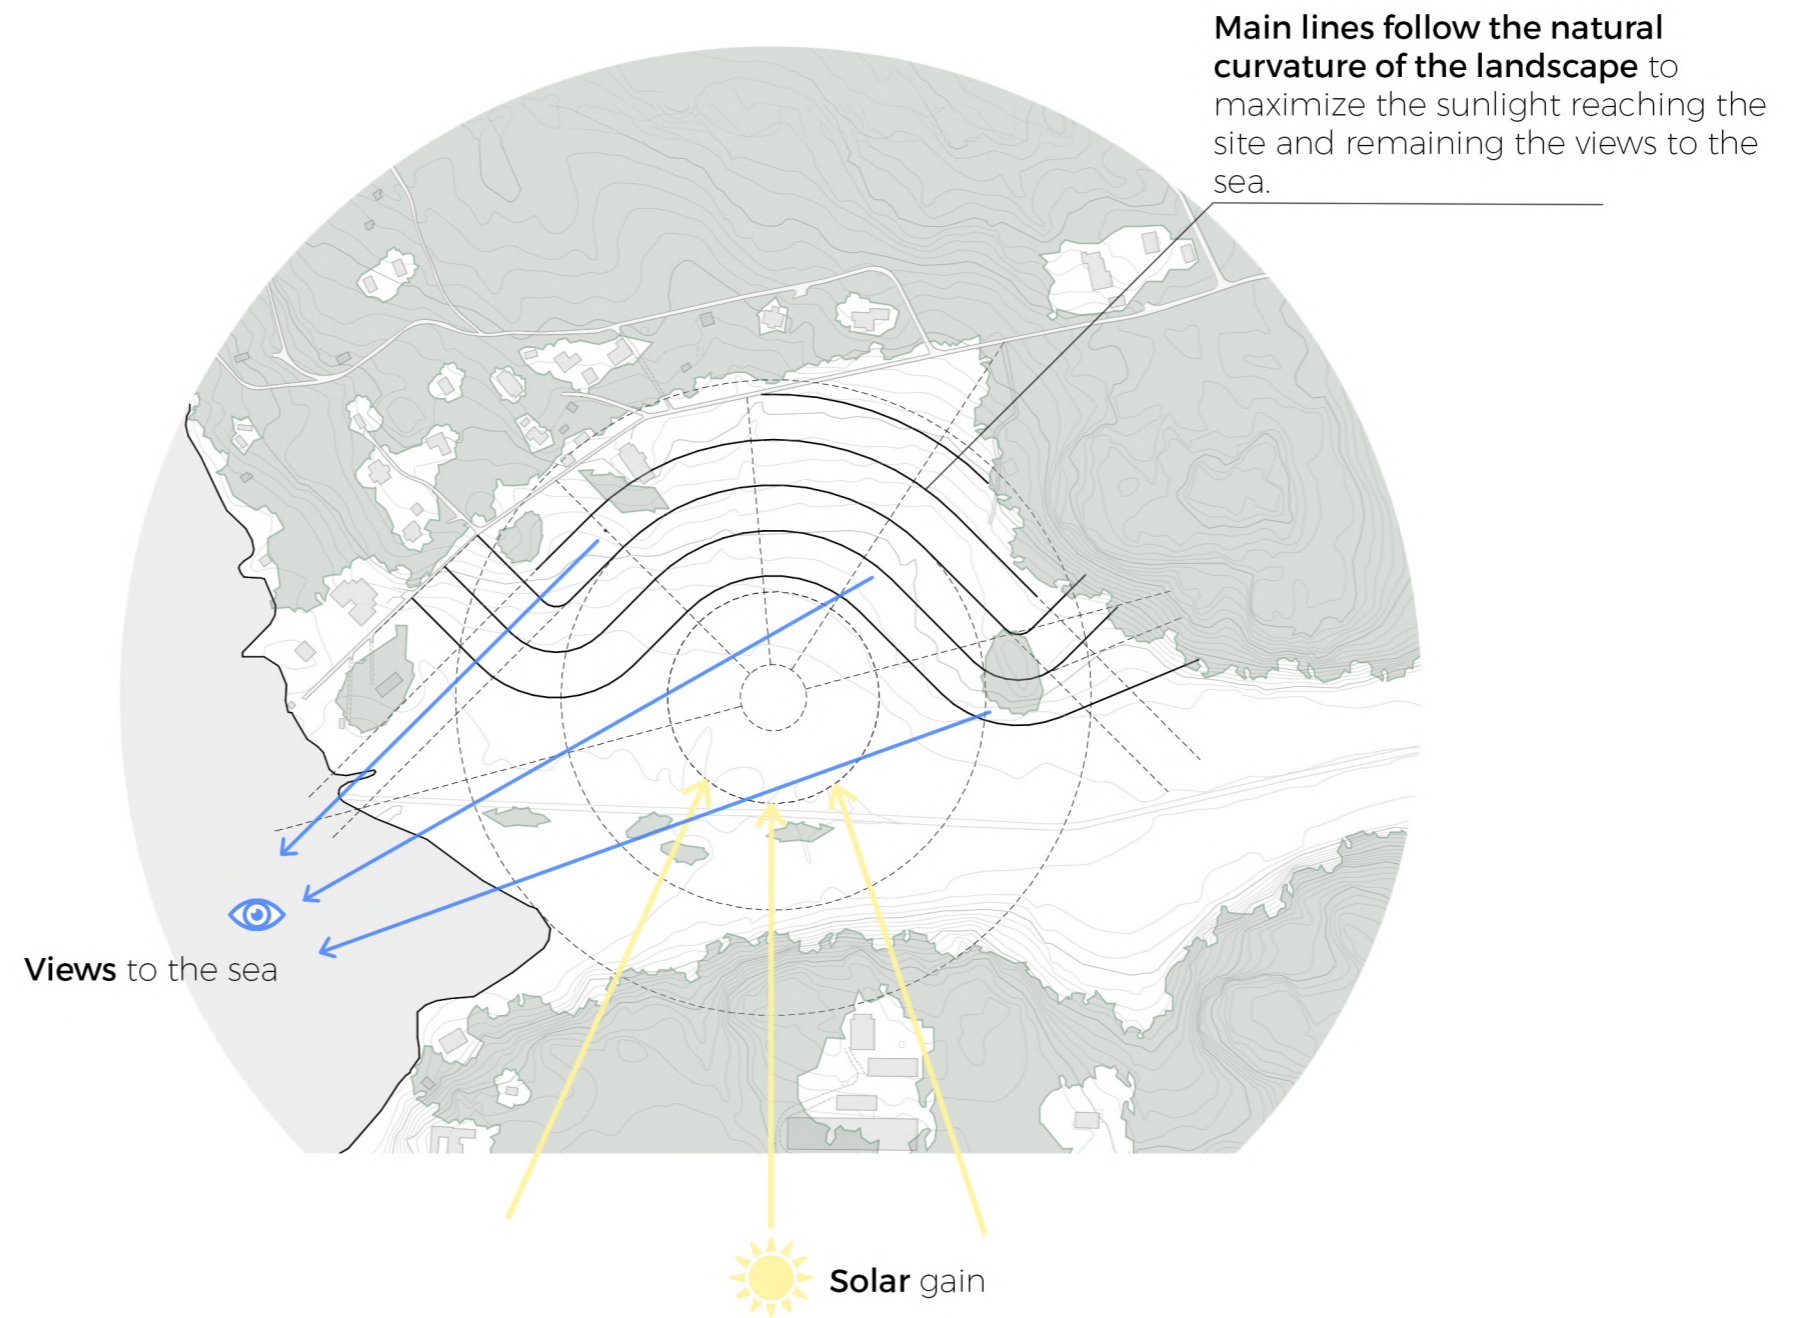 Main lines follow the natural
curvature of the landscape to
maximize the sunlight reaching the
site and remaining the views to the
sea.
Views to the sea
Solar gain